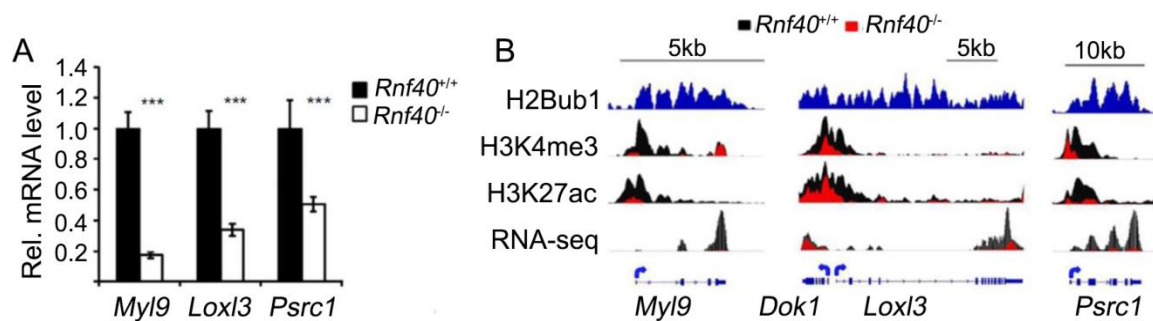 A
Rel. mRNA level
1.4
1.2
1.0
0.8
0.6
0.4
0.2
***
***
***
Rnf40+/+
Rnf40-/-
Myl9 Loxl3 Psrc1
B
Rnf40+/+ Rnf40-/-
5kb 5kb 10kb
H2Bub1
H3K4me3
H3K27ac
RNA-seq
Myl9 Dok1 Loxl3 Psrc1